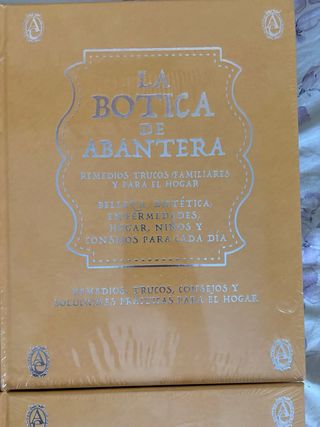 LA
BOTICA
DE
ABANTERA
REMEDIOS TRUCOS FAMILIARES
Y PARA EL HOGAR
BELLEZA, DIETÉTICA,
ENFERMEDADES,
HOGAR, NIÑOS Y
CONSEJOS PARA CADA DÍA
REMEDIOS, TRUCOS, CONSEJOS Y
SOLUCIONES PRÁCTICAS PARA EL HOGAR